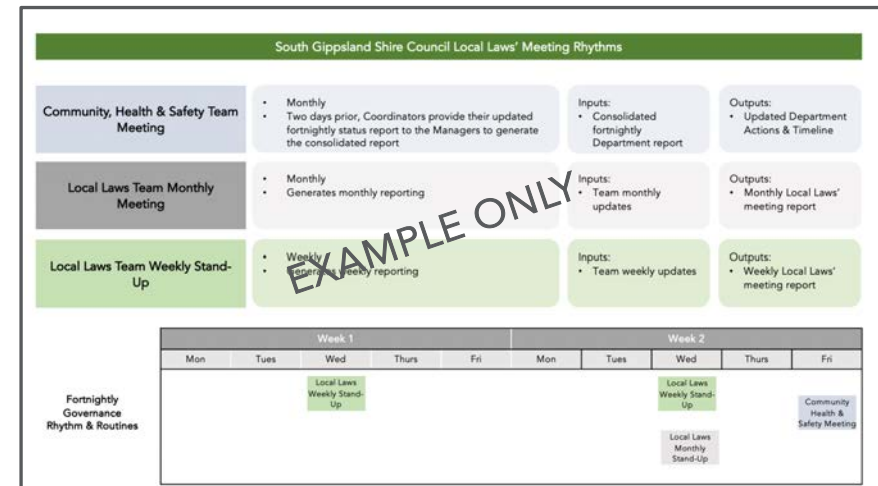 South Gippsland Shire Council Local Laws' Meeting Rhythms
Community, Health & Safety Team
Meeting
• Monthly
• Two days prior, Coordinators provide their updated
fortnightly status report to the Managers to generate
the consolidated report
Inputs:
• Consolidated
fortnightly
Department report
Outputs:
• Updated Department
Actions & Timeline
Local Laws Team Monthly
Meeting
• Monthly
• Generates monthly reporting
Inputs:
• Team monthly
updates
Outputs:
• Monthly Local Laws'
meeting report
EXAMPLE ONLY
Local Laws Team Weekly Stand-
Up
• Weekly
• Generates weekly reporting
Inputs:
• Team weekly updates
Outputs:
• Weekly Local Laws'
meeting report
Week 1 Week 2
Mon Tues Wed Thurs Fri Mon Tues Wed Thurs Fri
Fortnightly
Governance
Rhythm & Routines
Local Laws
Weekly Stand-
Up
Local Laws
Weekly Stand-
Up
Local Laws
Monthly
Stand-Up
Community
Health &
Safety Meeting